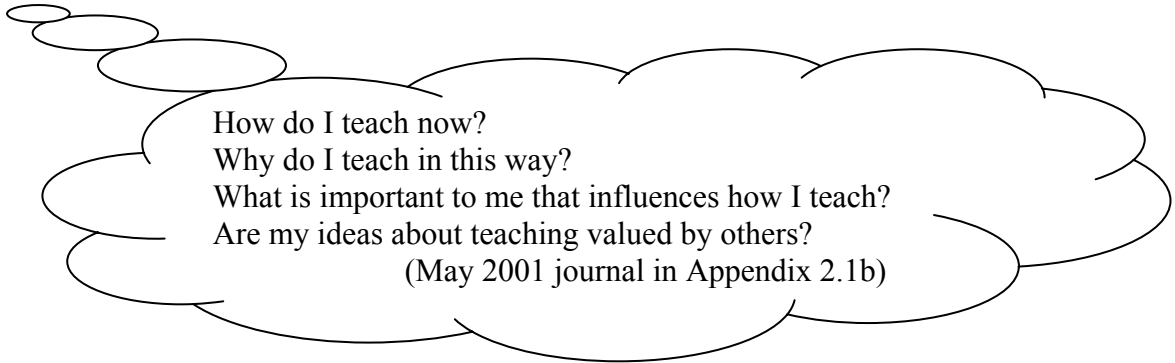 How do I teach now?
Why do I teach in this way?
What is important to me that influences how I teach?
Are my ideas about teaching valued by others?
(May 2001 journal in Appendix 2.1b)